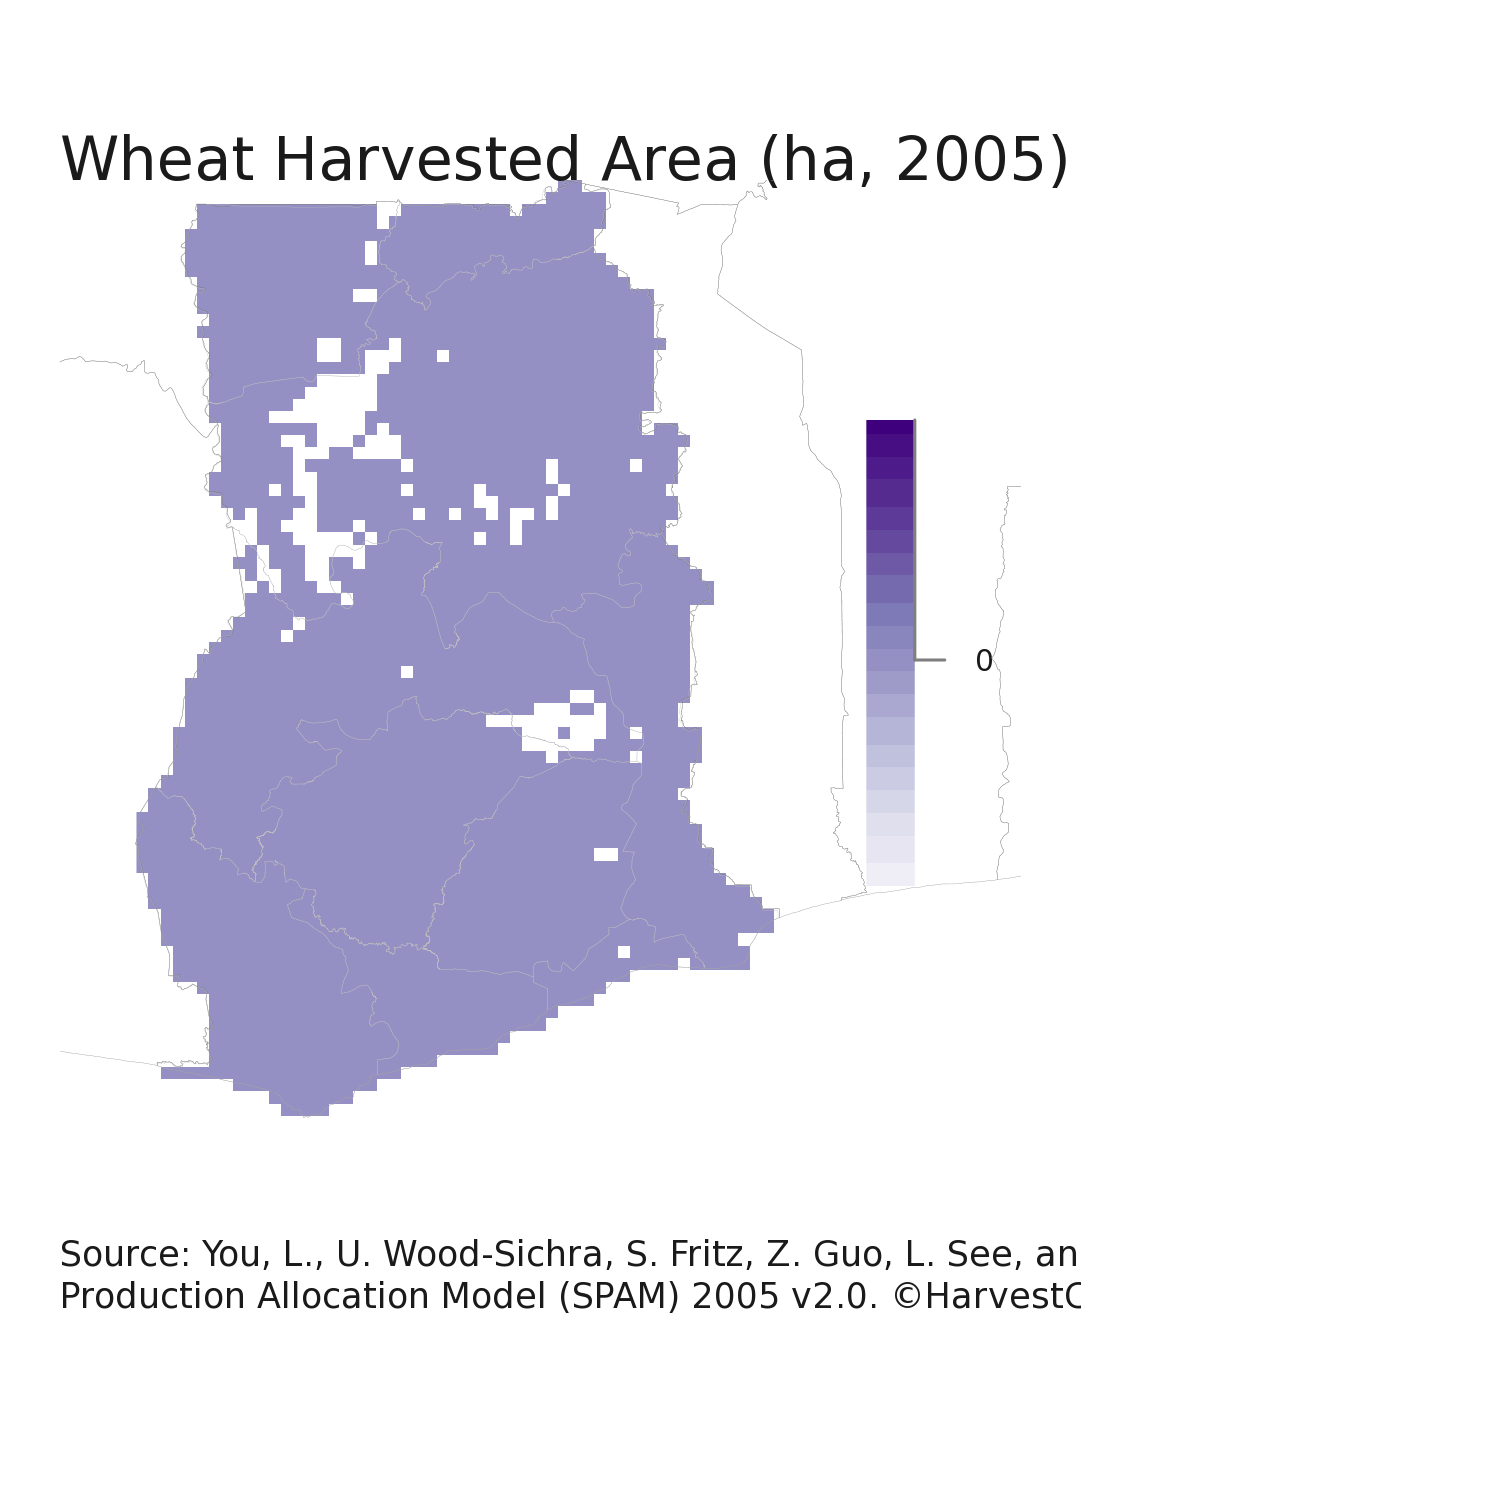 Wheat Harvested Area (ha, 2005)
0
Source: You, L., U. Wood-Sichra, S. Fritz, Z. Guo, L. See, an
Production Allocation Model (SPAM) 2005 v2.0. ©HarvestC